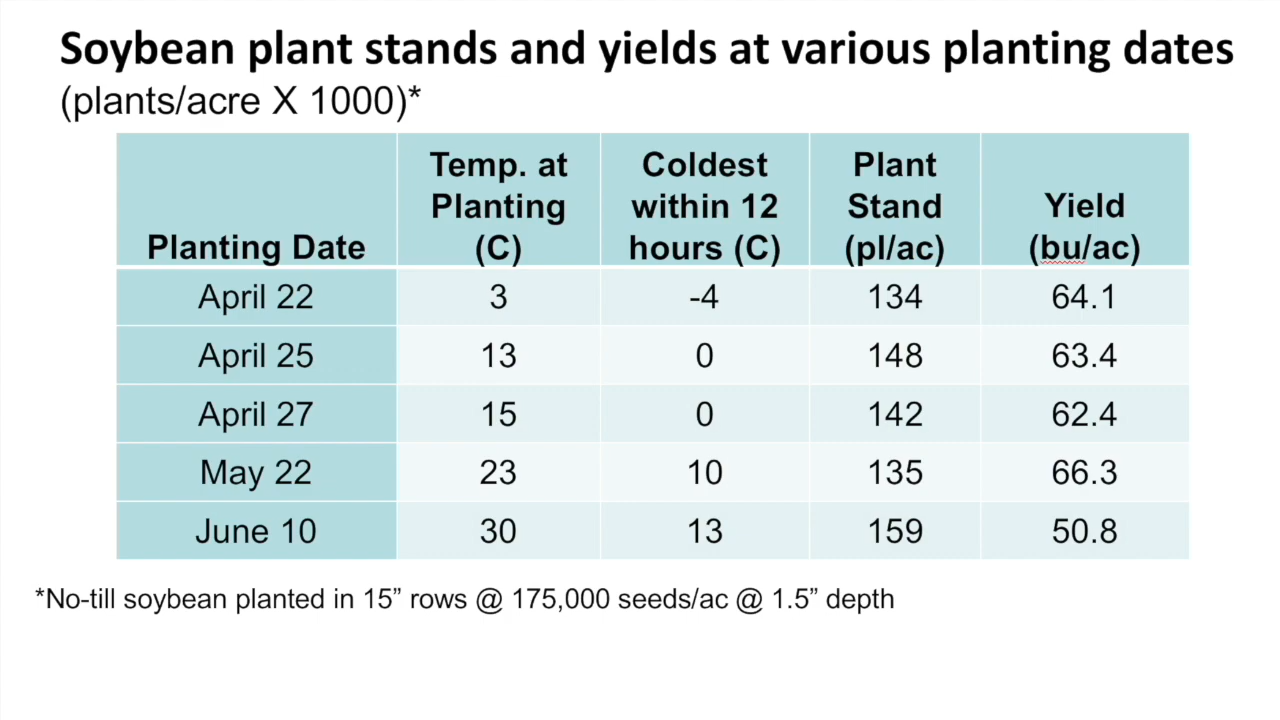 Soybean plant stands and yields at various planting dates
(plants/acre X 1000)*
Planting Date Temp. at Planting (C) Coldest within 12 hours (C) Plant Stand (pl/ac) Yield (bu/ac)
April 22 3 -4 134 64.1
April 25 13 0 148 63.4
April 27 15 0 142 62.4
May 22 23 10 135 66.3
June 10 30 13 159 50.8
*No-till soybean planted in 15” rows @ 175,000 seeds/ac @ 1.5” depth